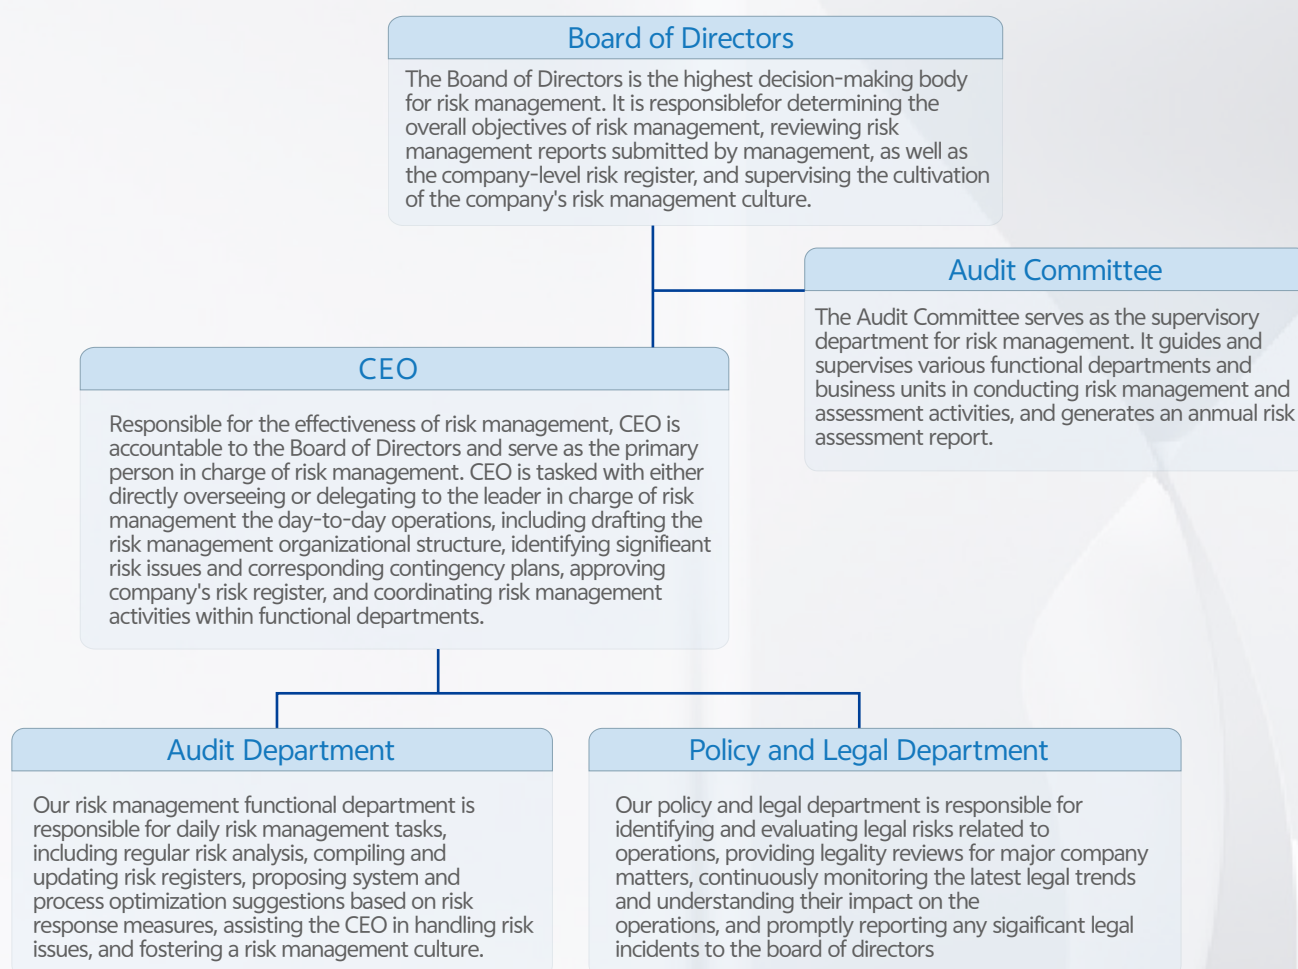 Board of Directors
The Boand of Directors is the highest decision-making body
for risk management. It is responsiblefor determining the
overall objectives of risk management, reviewing risk
management reports submitted by management, as well as
the company-level risk register, and supervising the cultivation
of the company's risk management culture.
Audit Committee
The Audit Committee serves as the supervisory
department for risk management. It guides and
supervises various functional departments and
business units in conducting risk management and
assessment activities, and generates an anmual risk
assessment report.
CEO
Responsible for the effectiveness of risk management, CEO is
accountable to the Board of Directors and serve as the primary
person in charge of risk management. CEO is tasked with either
directly overseeing or delegating to the leader in charge of risk
management the day-to-day operations, including drafting the
risk management organizational structure, identifying signifieant
risk issues and corresponding contingency plans, approving
company's risk register, and coordinating risk management
activities within functional departments.
Audit Department
Our risk management functional department is
responsible for daily risk management tasks,
including regular risk analysis, compiling and
updating risk registers, proposing system and
process optimization suggestions based on risk
response measures, assisting the CEO in handling risk
issues, and fostering a risk management culture.
Policy and Legal Department
Our policy and legal department is responsible for
identifying and evaluating legal risks related to
operations, providing legality reviews for major company
matters, continuously monitoring the latest legal trends
and understanding their impact on the
operations, and promptly reporting any sigaificant legal
incidents to the board of directors